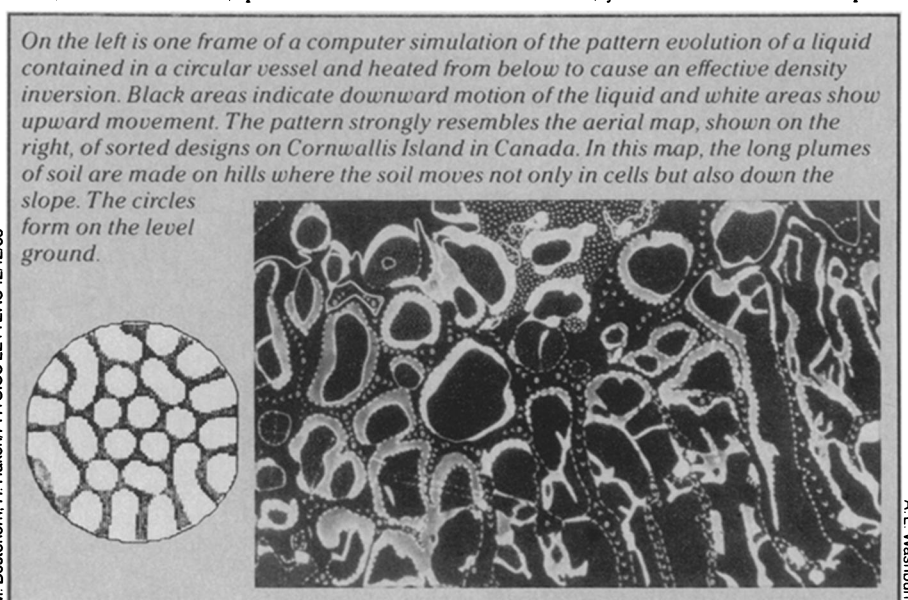 On the left is one frame of a computer simulation of the pattern evolution of a liquid
contained in a circular vessel and heated from below to cause an effective density
inversion. Black areas indicate downward motion of the liquid and white areas show
upward movement. The pattern strongly resembles the aerial map, shown on the
right, of sorted designs on Cornwallis Island in Canada. In this map, the long plumes
of soil are made on hills where the soil moves not only in cells but also down the
slope. The circles
form on the level
ground.